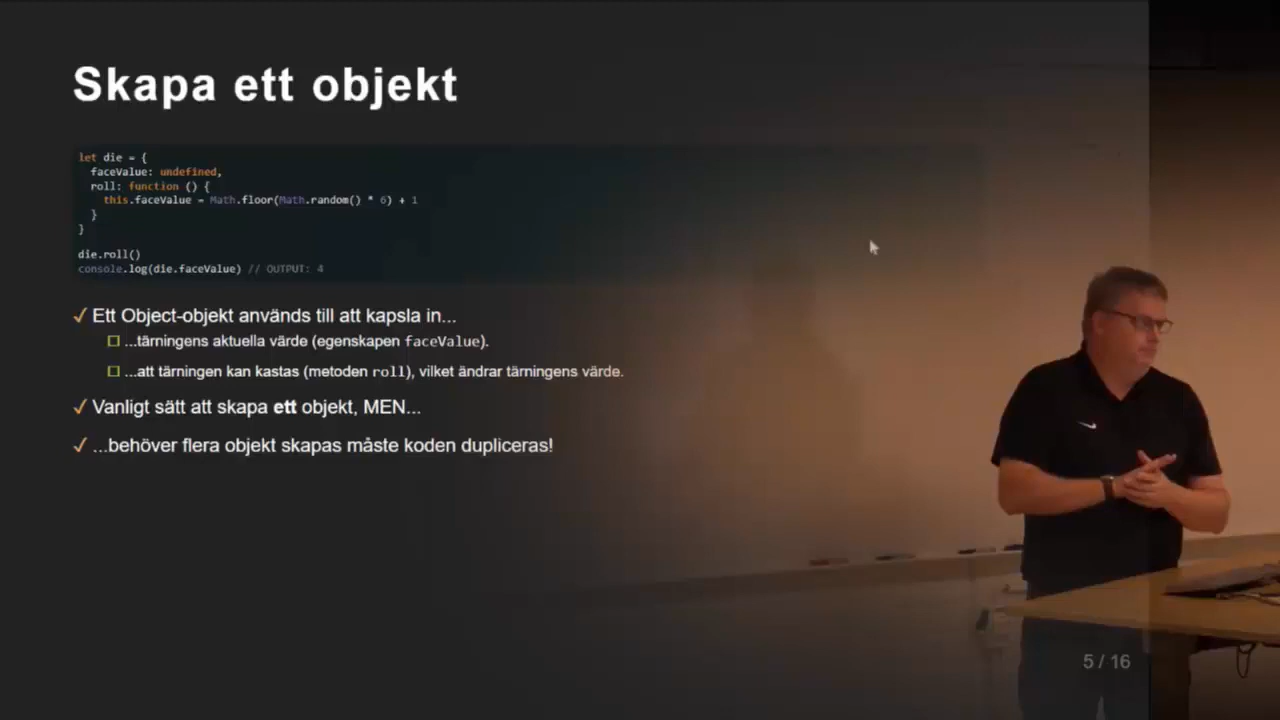 Skapa ett objekt
let die = {
  faceValue: undefined,
  roll: function () {
    this.faceValue = Math.floor(Math.random() * 6) + 1
  }
}
die.roll()
console.log(die.faceValue) // OUTPUT: 4
✓ Ett Object-objekt används till att kapsla in...
☐ ...tärningens aktuella värde (egenskapen faceValue).
☐ ...att tärningen kan kastas (metoden roll), vilket ändrar tärningens värde.
✓ Vanligt sätt att skapa ett objekt, MEN...
✓ ...behöver flera objekt skapas måste koden dupliceras!
5 / 16